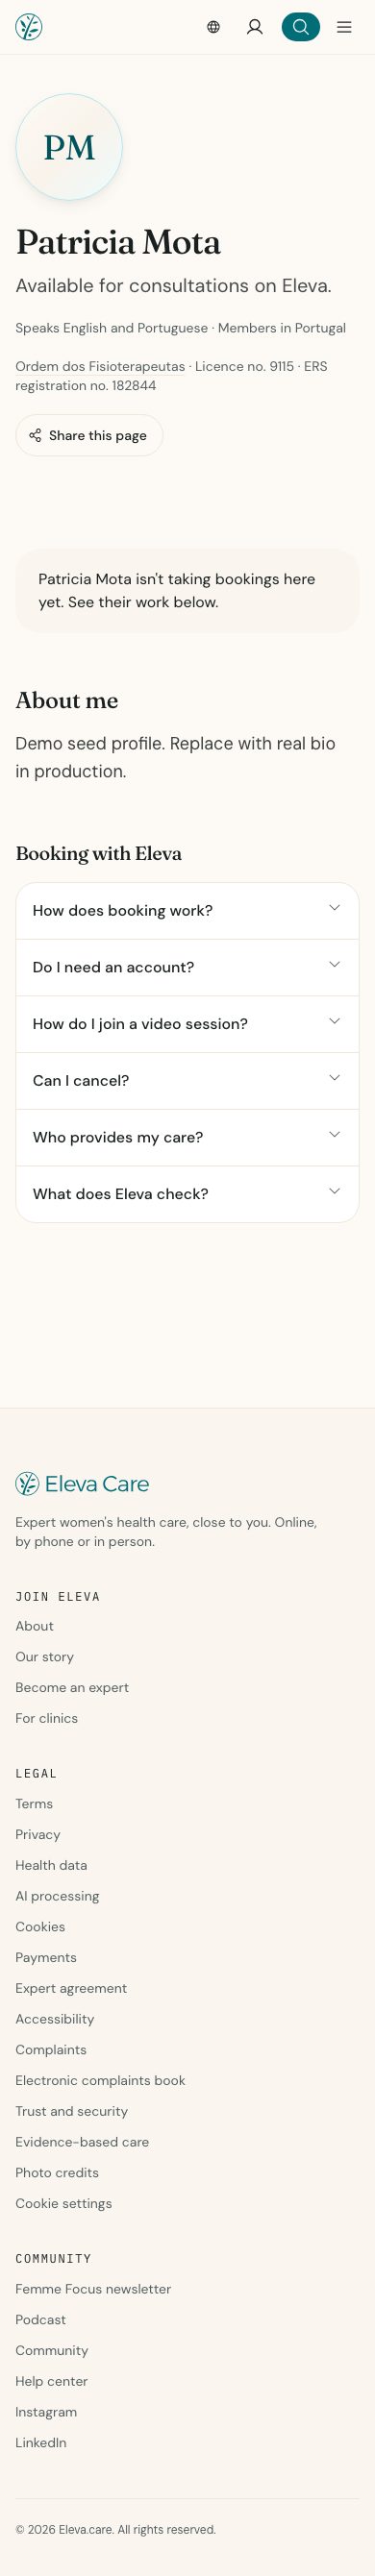 PM
Patricia Mota
Available for consultations on Eleva.
Speaks English and Portuguese · Members in Portugal
Ordem dos Fisioterapeutas · Licence no. 9115 · ERS
registration no. 182844
Share this page
Patricia Mota isn't taking bookings here
yet. See their work below.
About me
Demo seed profile. Replace with real bio
in production.
Booking with Eleva
How does booking work?
Do I need an account?
How do I join a video session?
Can I cancel?
Who provides my care?
What does Eleva check?
Eleva Care
Expert women's health care, close to you. Online,
by phone or in person.
JOIN ELEVA
About
Our story
Become an expert
For clinics
LEGAL
Terms
Privacy
Health data
AI processing
Cookies
Payments
Expert agreement
Accessibility
Complaints
Electronic complaints book
Trust and security
Evidence-based care
Photo credits
Cookie settings
COMMUNITY
Femme Focus newsletter
Podcast
Community
Help center
Instagram
LinkedIn
© 2026 Eleva.care. All rights reserved.